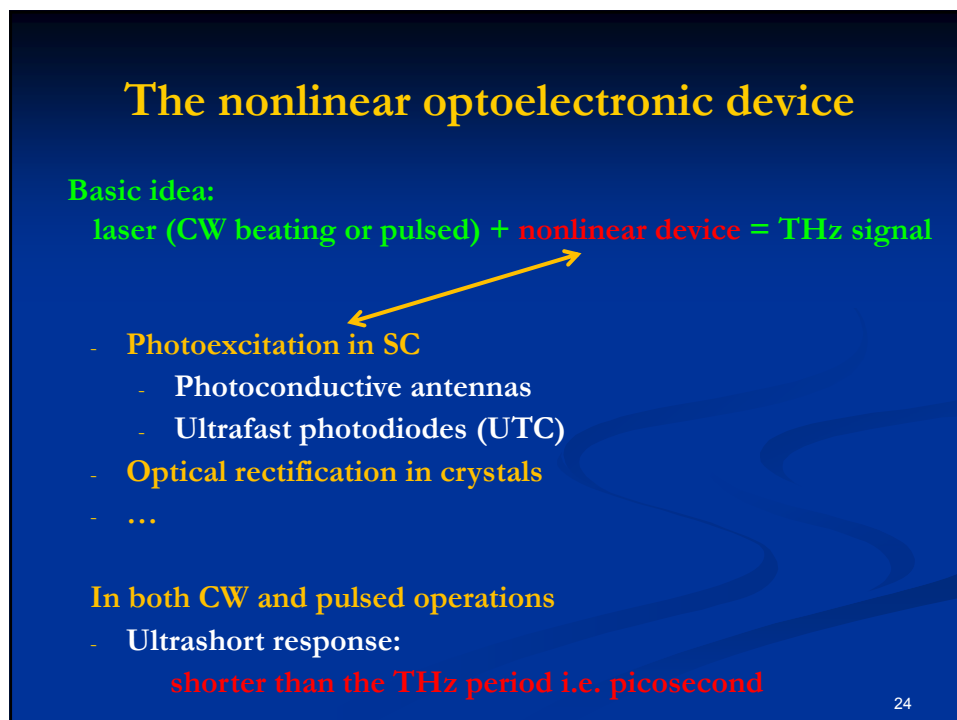 The nonlinear optoelectronic device
Basic idea:
laser (CW beating or pulsed) + nonlinear device = THz signal
- Photoexcitation in SC
- Photoconductive antennas
- Ultrafast photodiodes (UTC)
- Optical rectification in crystals
- …
In both CW and pulsed operations
- Ultrashort response:
shorter than the THz period i.e. picosecond
24